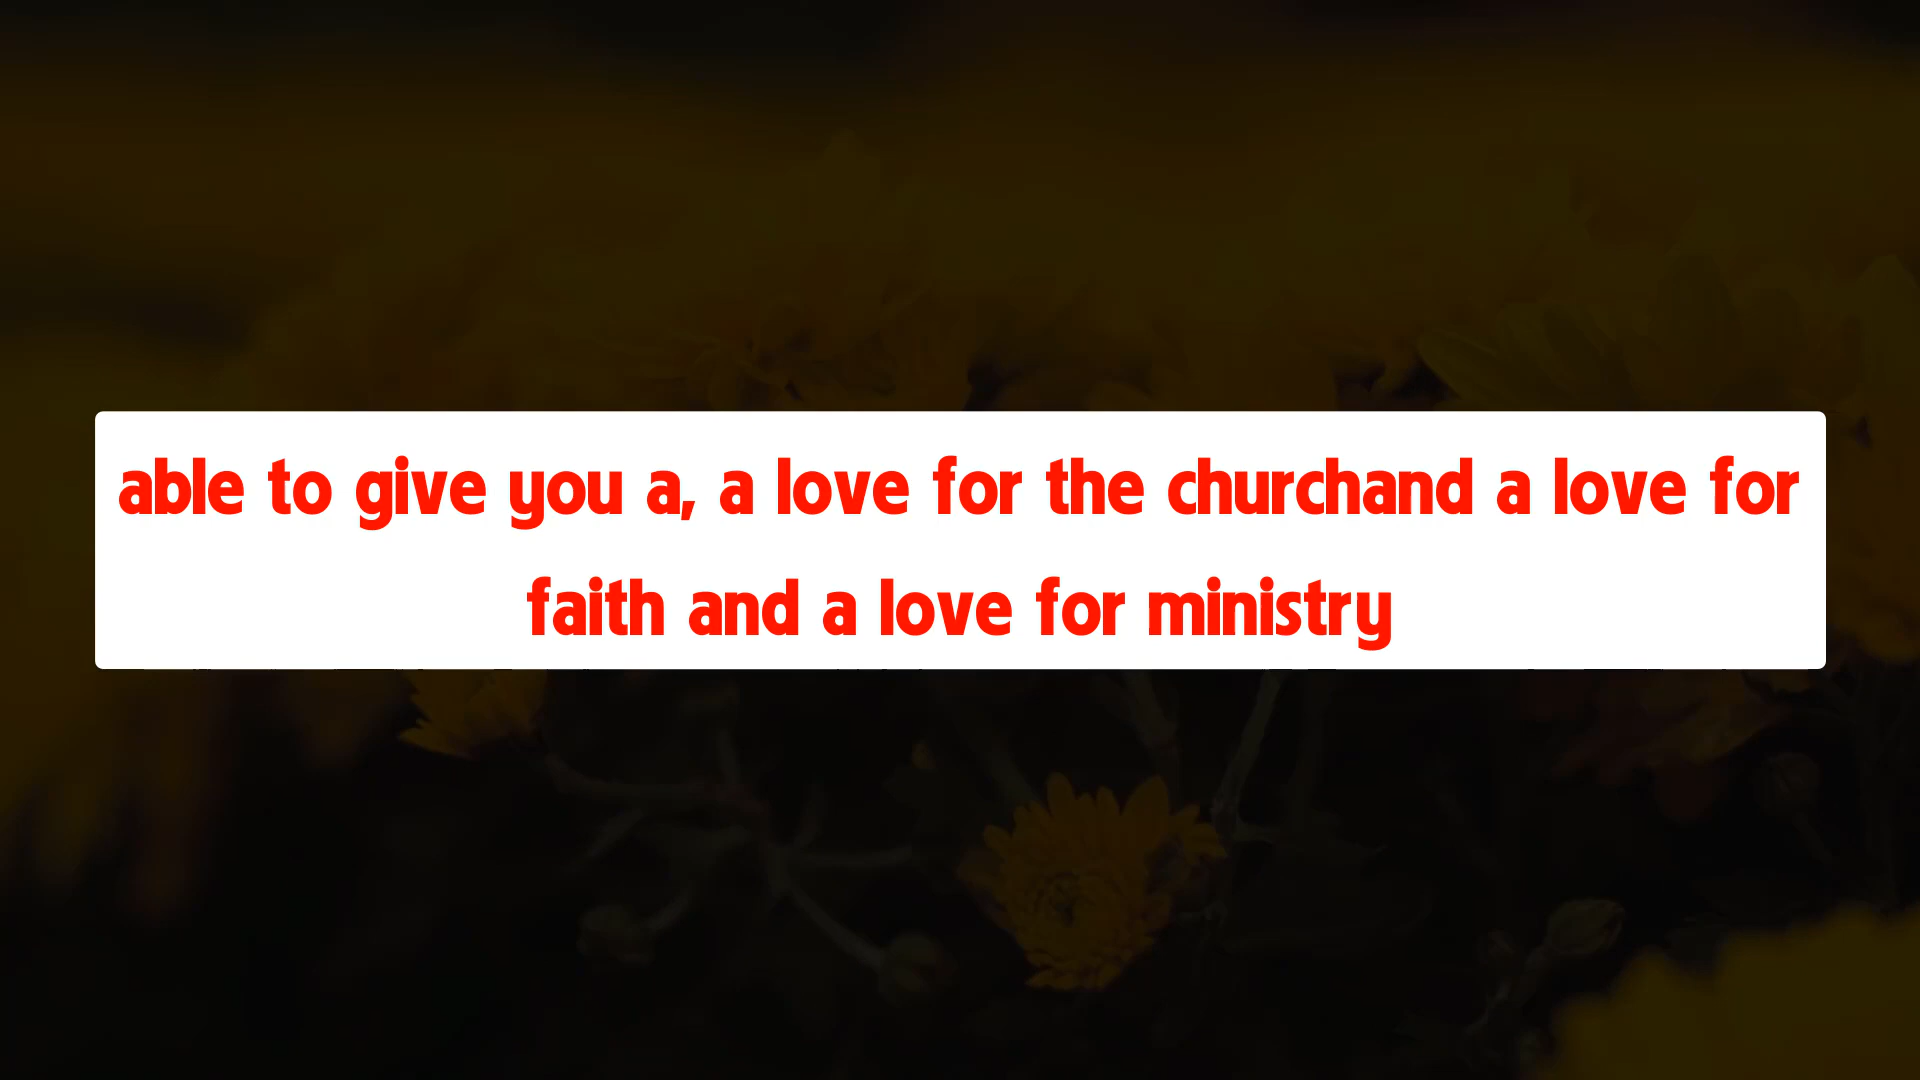 able to give you a, a love for the churchand a love for
faith and a love for ministry